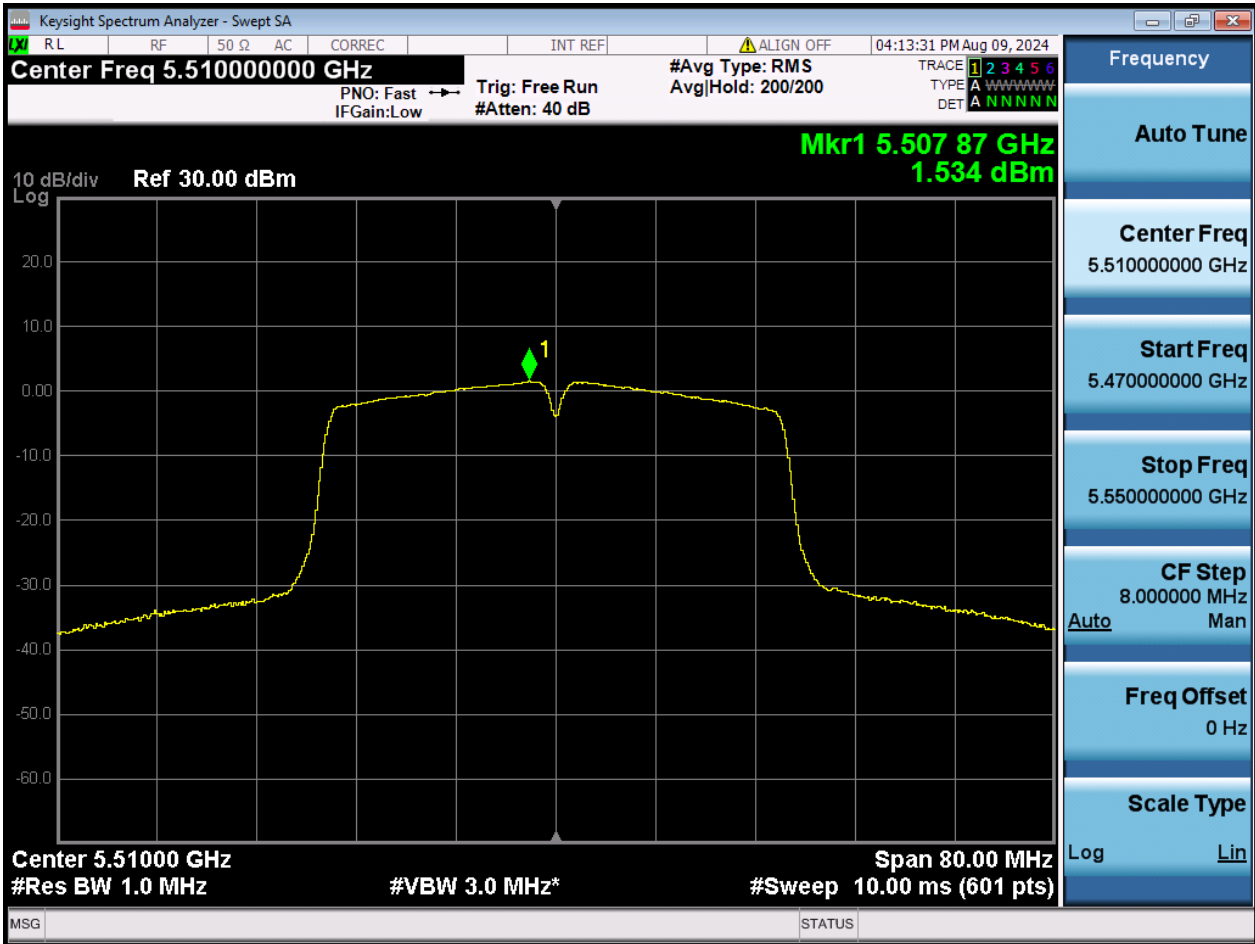 Keysight Spectrum Analyzer - Swept SA
LXI RL RF 50 Ω AC CORREC INT REF ALIGN OFF 04:13:31 PM Aug 09, 2024
Center Freq 5.510000000 GHz
PNO: Fast
IFGain:Low
Trig: Free Run
#Atten: 40 dB
#Avg Type: RMS
Avg|Hold: 200/200
TRACE 1 2 3 4 5 6
TYPE A WWWWW
DET A N N N N N
Mkr1 5.507 87 GHz
1.534 dBm
10 dB/div Ref 30.00 dBm
Log
20.0
10.0
1
0.00
-10.0
-20.0
-30.0
-40.0
-50.0
-60.0
Center 5.51000 GHz Span 80.00 MHz
#Res BW 1.0 MHz #VBW 3.0 MHz* #Sweep 10.00 ms (601 pts)
MSG STATUS
Frequency
Auto Tune
Center Freq
5.510000000 GHz
Start Freq
5.470000000 GHz
Stop Freq
5.550000000 GHz
CF Step
8.000000 MHz
Auto Man
Freq Offset
0 Hz
Scale Type
Log Lin